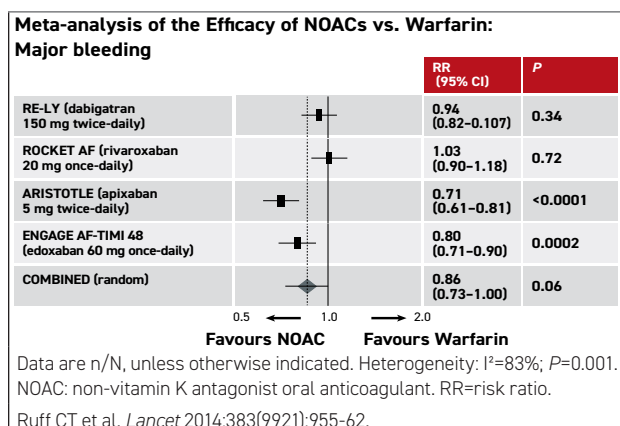 Meta-analysis of the Efficacy of NOACs vs. Warfarin:
Major bleeding
RR
(95% CI)
P
RE-LY (dabigatran
150 mg twice-daily)
0.94
(0.82–0.107)
0.34
ROCKET AF (rivaroxaban
20 mg once-daily)
1.03
(0.90–1.18)
0.72
ARISTOTLE (apixaban
5 mg twice-daily)
0.71
(0.61–0.81)
<0.0001
ENGAGE AF-TIMI 48
(edoxaban 60 mg once-daily)
0.80
(0.71–0.90)
0.0002
COMBINED (random)
0.86
(0.73–1.00)
0.06
0.5 1.0 2.0
Favours NOAC Favours Warfarin
Data are n/N, unless otherwise indicated. Heterogeneity: I²=83%; P=0.001.
NOAC: non-vitamin K antagonist oral anticoagulant. RR=risk ratio.
Ruff CT et al. Lancet 2014;383(9921):955-62.